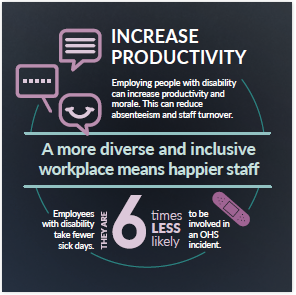 INCREASE
PRODUCTIVITY
Employing people with disability
can increase productivity and
morale. This can reduce
absenteeism and staff turnover.
A more diverse and inclusive
workplace means happier staff
Employees
with disability
take fewer
sick days.
THEY ARE
6
times
LESS
likely
to be
involved in
an OHS
incident.